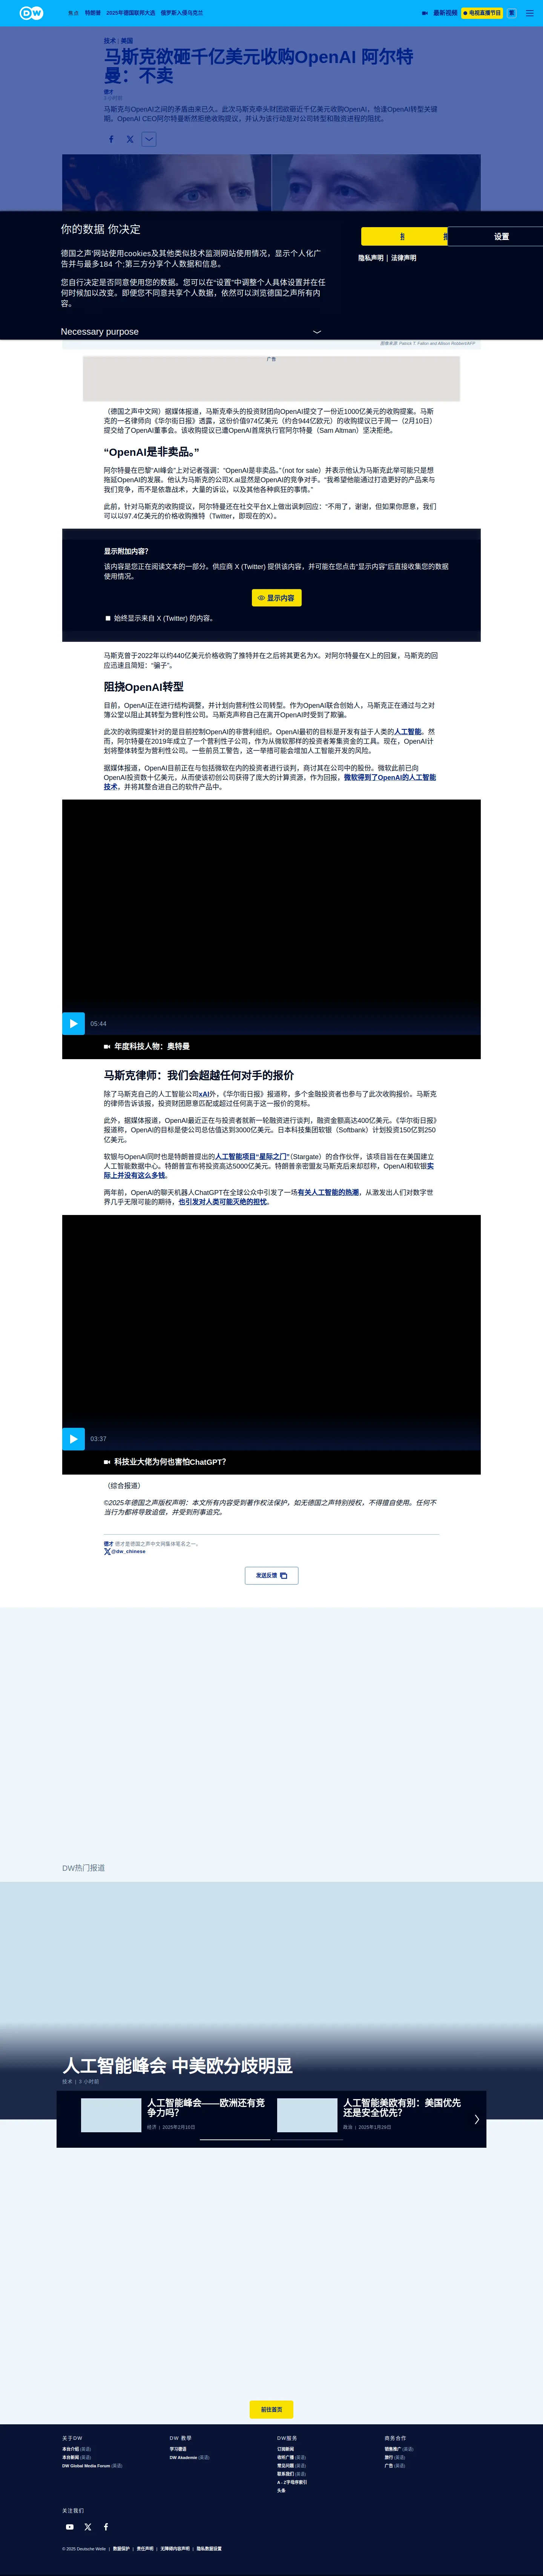 DW
焦点 特朗普 2025年德国联邦大选 俄罗斯入侵乌克兰 最新视频 电视直播节目 繁
技术 | 美国
马斯克欲砸千亿美元收购OpenAI 阿尔特
曼：不卖
德才
马斯克与OpenAI之间的矛盾由来已久。此次马斯克牵头财团欲砸近千亿美元收购OpenAI，恰逢OpenAI转型关键
期。OpenAI CEO阿尔特曼断然拒绝收购提议，并认为该行动是对公司转型和融资进程的阻扰。
你的数据 你决定
德国之声'网站使用cookies及其他类似技术监测网站使用情况，显示个人化广
告并与最多184 个;第三方分享个人数据和信息。
您自行决定是否同意使用您的数据。您可以在“设置”中调整个人具体设置并在任
何时候加以改变。即便您不同意共享个人数据，依然可以浏览德国之声所有内
容。
Necessary purpose
设置
隐私声明 | 法律声明
图像来源: Patrick T. Fallon and Allison Robbert/AFP
广告
（德国之声中文网）据媒体报道，马斯克牵头的投资财团向OpenAI提交了一份近1000亿美元的收购提案。马斯
克的一名律师向《华尔街日报》透露，这份价值974亿美元（约合944亿欧元）的收购提议已于周一（2月10日）
提交给了OpenAI董事会。该收购提议已遭OpenAI首席执行官阿尔特曼（Sam Altman）坚决拒绝。
“OpenAI是非卖品。”
阿尔特曼在巴黎“AI峰会”上对记者强调：“OpenAI是非卖品。”（not for sale）并表示他认为马斯克此举可能只是想
拖延OpenAI的发展。他认为马斯克的公司X.ai显然是OpenAI的竞争对手。“我希望他能通过打造更好的产品来与
我们竞争，而不是依靠战术，大量的诉讼，以及其他各种疯狂的事情。”
此前，针对马斯克的收购提议，阿尔特曼还在社交平台X上做出讽刺回应：“不用了，谢谢，但如果你愿意，我们
可以以97.4亿美元的价格收购推特（Twitter，即现在的X）。
显示附加内容?
该内容是您正在阅读文本的一部分。供应商 X (Twitter) 提供该内容，并可能在您点击“显示内容”后直接收集您的数据
使用情况。
显示内容
始终显示来自 X (Twitter) 的内容。
马斯克曾于2022年以约440亿美元价格收购了推特并在之后将其更名为X。对阿尔特曼在X上的回复，马斯克的回
应迅速且简短：“骗子”。
阻挠OpenAI转型
目前，OpenAI正在进行结构调整，并计划向营利性公司转型。作为OpenAI联合创始人，马斯克正在通过与之对
簿公堂以阻止其转型为营利性公司。马斯克声称自己在离开OpenAI时受到了欺骗。
此次的收购提案针对的是目前控制OpenAI的非营利组织。OpenAI最初的目标是开发有益于人类的人工智能。然
而，阿尔特曼在2019年成立了一个营利性子公司，作为从微软那样的投资者筹集资金的工具。现在，OpenAI计
划将整体转型为营利性公司。一些前员工警告，这一举措可能会增加人工智能开发的风险。
据媒体报道，OpenAI目前正在与包括微软在内的投资者进行谈判，商讨其在公司中的股份。微软此前已向
OpenAI投资数十亿美元，从而使该初创公司获得了庞大的计算资源，作为回报，微软得到了OpenAI的人工智能
技术，并将其整合进自己的软件产品中。
05:44
年度科技人物：奥特曼
马斯克律师：我们会超越任何对手的报价
除了马斯克自己的人工智能公司xAI外，《华尔街日报》报道称，多个金融投资者也参与了此次收购报价。马斯克
的律师告诉该报，投资财团愿意匹配或超过任何高于这一报价的竞标。
此外，据媒体报道，OpenAI最近正在与投资者就新一轮融资进行谈判，融资金额高达400亿美元。《华尔街日报》
报道称，OpenAI的目标是使公司总估值达到3000亿美元。日本科技集团软银（Softbank）计划投资150亿到250
亿美元。
软银与OpenAI同时也是特朗普提出的人工智能项目“星际之门”（Stargate）的合作伙伴，该项目旨在在美国建立
人工智能数据中心。特朗普宣布将投资高达5000亿美元。特朗普亲密盟友马斯克后来却怼称，OpenAI和软银实
际上并没有这么多钱。
两年前，OpenAI的聊天机器人ChatGPT在全球公众中引发了一场有关人工智能的热潮，从激发出人们对数字世
界几乎无限可能的期待，也引发对人类可能灭绝的担忧。
03:37
科技业大佬为何也害怕ChatGPT？
（综合报道）
©2025年德国之声版权声明：本文所有内容受到著作权法保护，如无德国之声特别授权，不得擅自使用。任何不
当行为都将导致追偿，并受到刑事追究。
德才 德才是德国之声中文网集体笔名之一。
@dw_chinese
发送反馈
DW热门报道
人工智能峰会 中美欧分歧明显
技术 | 3 小时前
人工智能峰会——欧洲还有竞
争力吗？
经济 | 2025年2月10日
人工智能美欧有别：美国优先
还是安全优先？
政治 | 2025年1月29日
前往首页
关于DW
本台介绍 (英语)
本台新闻 (英语)
DW Global Media Forum (英语)
DW 教学
学习德语
DW Akademie (英语)
DW服务
订阅新闻
收听广播 (英语)
常见问题 (英语)
联系我们 (英语)
A - Z字母序索引
头条
商务合作
销售推广 (英语)
旅行 (英语)
广告 (英语)
关注我们
© 2025 Deutsche Welle | 数据保护 | 责任声明 | 无障碍内容声明 | 隐私数据设置